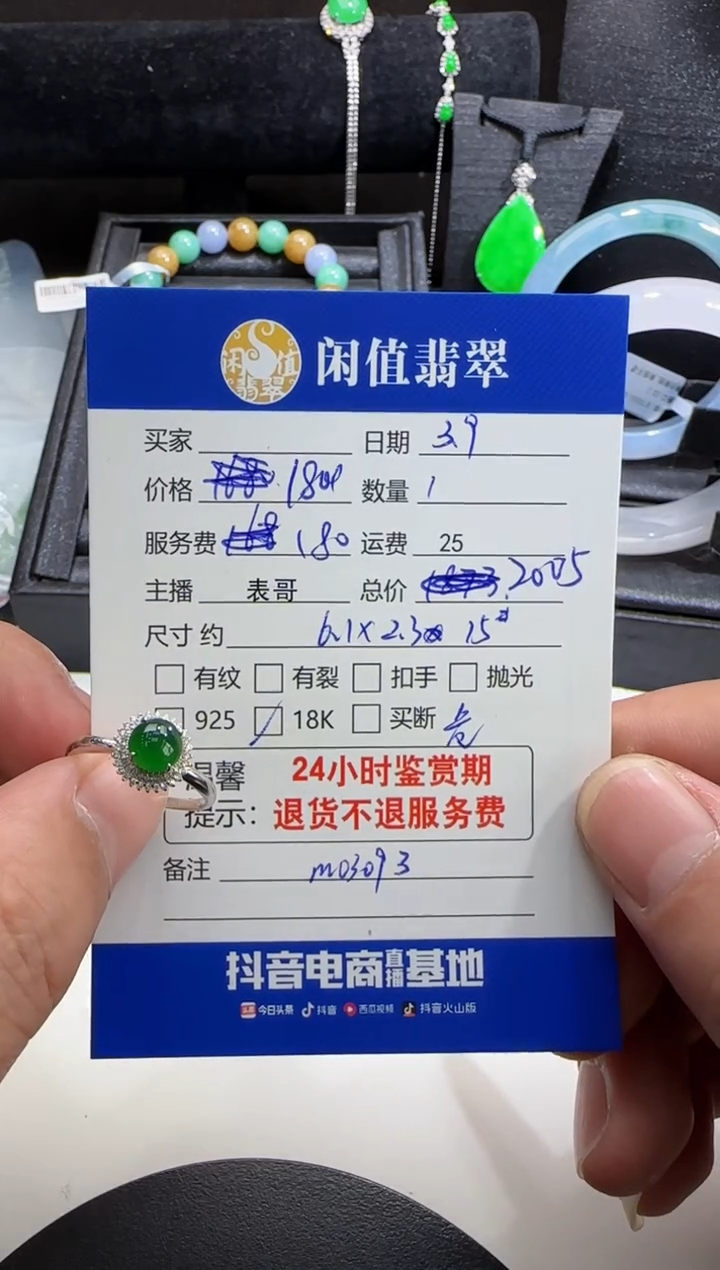 闲值翡翠
闲值翡翠
买家 日期 3.9
价格 1800 数量 1
服务费 180 运费 25
主播 表哥 总价 2005
尺寸 约 6.1X2.3 15#
有纹 有裂 扣手 抛光
925 18K 买断
温馨 24小时鉴赏期
提示：退货不退服务费
备注 m03093
抖音电商直播基地
头条 今日头条 抖音 西瓜视频 抖音火山版